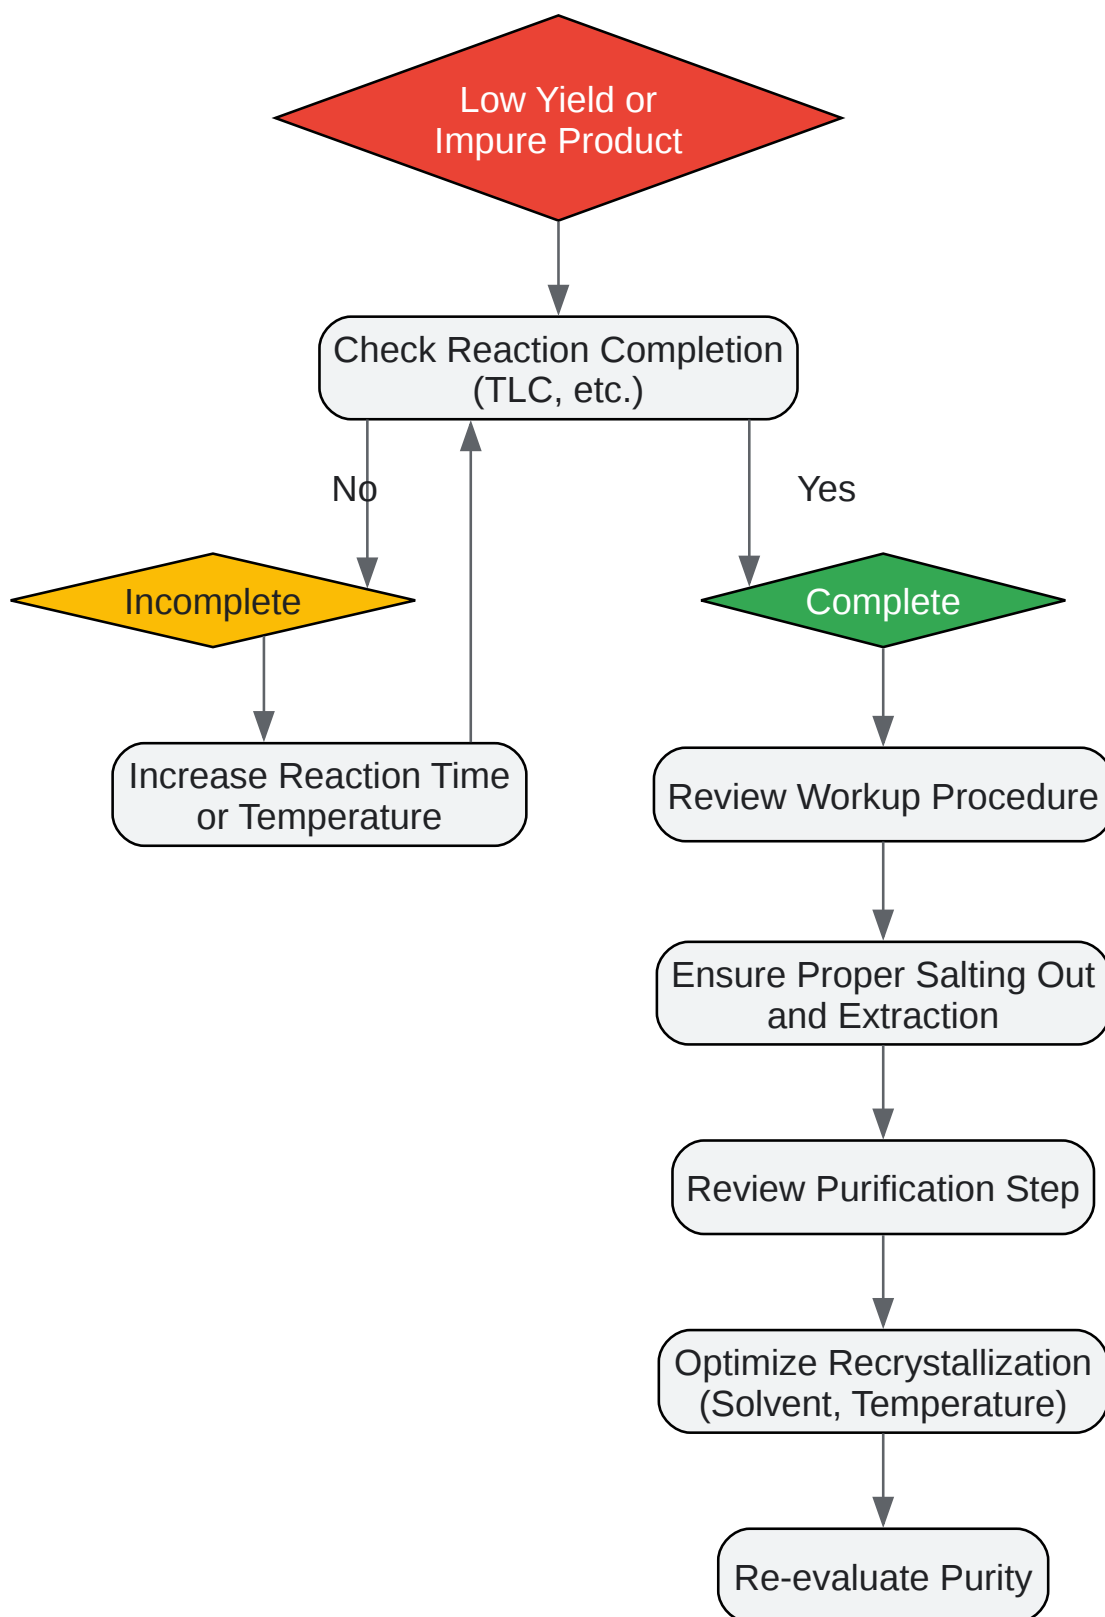 Low Yield or
Impure Product
Check Reaction Completion
(TLC, etc.)
No
Yes
Incomplete
Complete
Increase Reaction Time
or Temperature
Review Workup Procedure
Ensure Proper Salting Out
and Extraction
Review Purification Step
Optimize Recrystallization
(Solvent, Temperature)
Re-evaluate Purity